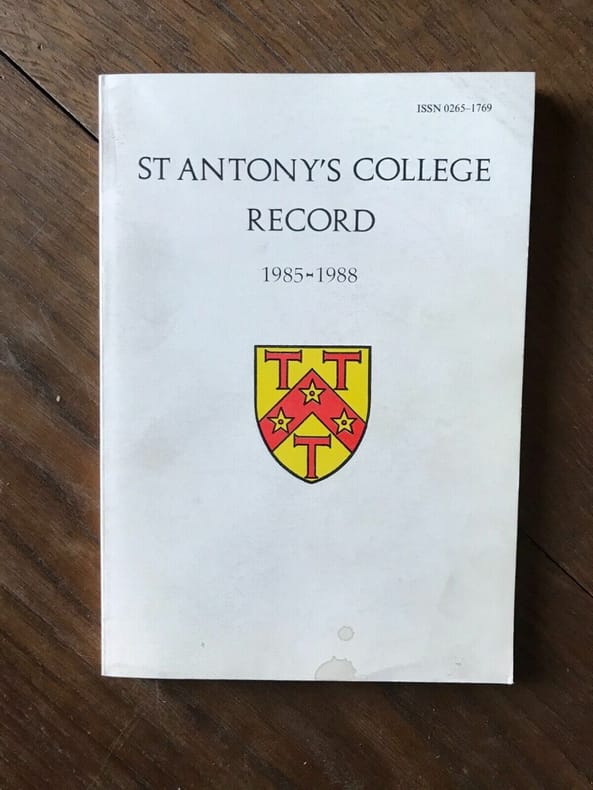 ISSN 0265–1769
ST ANTONY'S COLLEGE
RECORD
1985-1988
T T
T